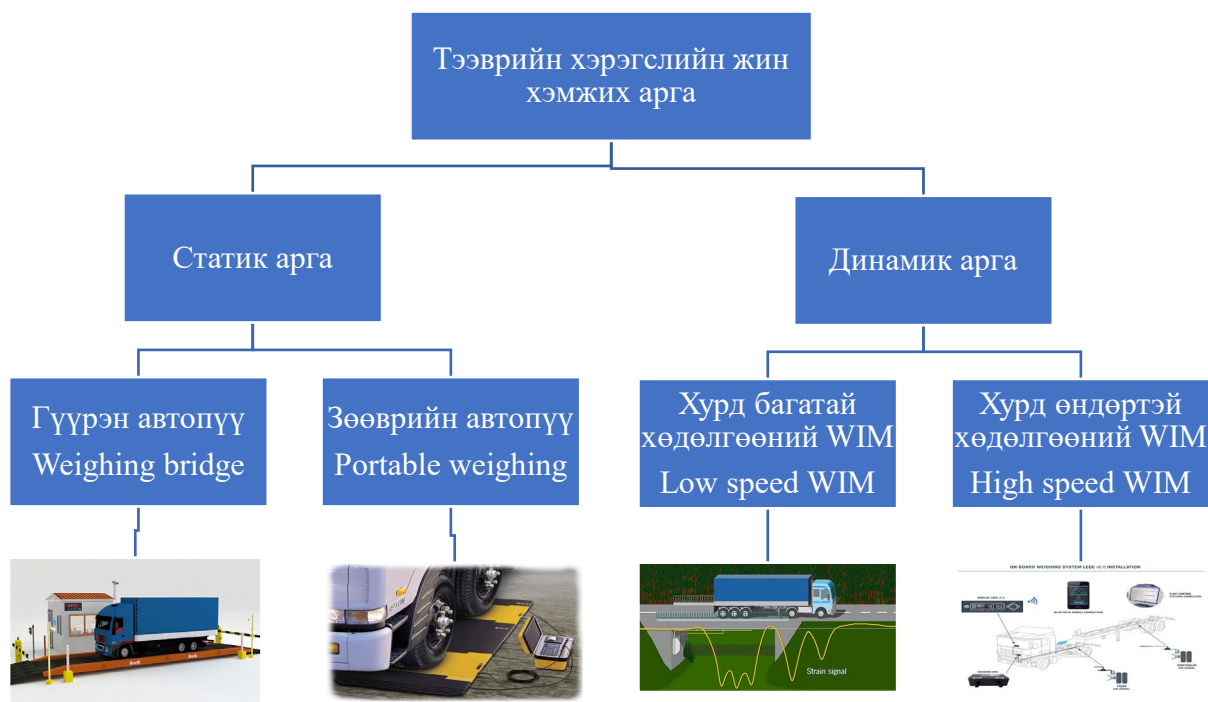 Тээврийн хэрэгслийн жин
хэмжих арга
Статик арга
Динамик арга
Гүүрэн автопүү
Weighing bridge
Зөөврийн автопүү
Portable weighing
Хурд багатай
хөдөлгөөний WIM
Low speed WIM
Хурд өндөртэй
хөдөлгөөний WIM
High speed WIM
Strain signal
ON-BOARD WEIGHING SYSTEM LEGG v2.0 INSTALLATION